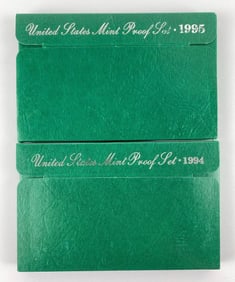 United States Mint Proof Set • 1995
United States Mint Proof Set • 1994